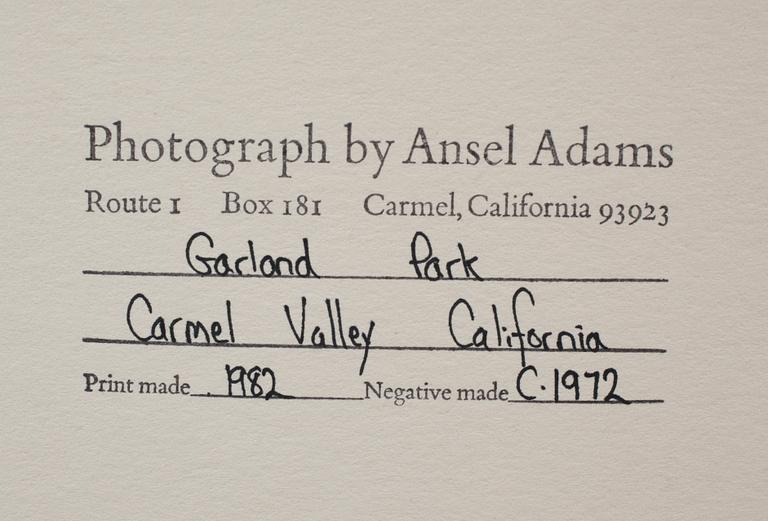 Photograph by Ansel Adams
Route 1 Box 181 Carmel, California 93923
Garland Park
Carmel Valley California
Print made . 1982 Negative made C. 1972